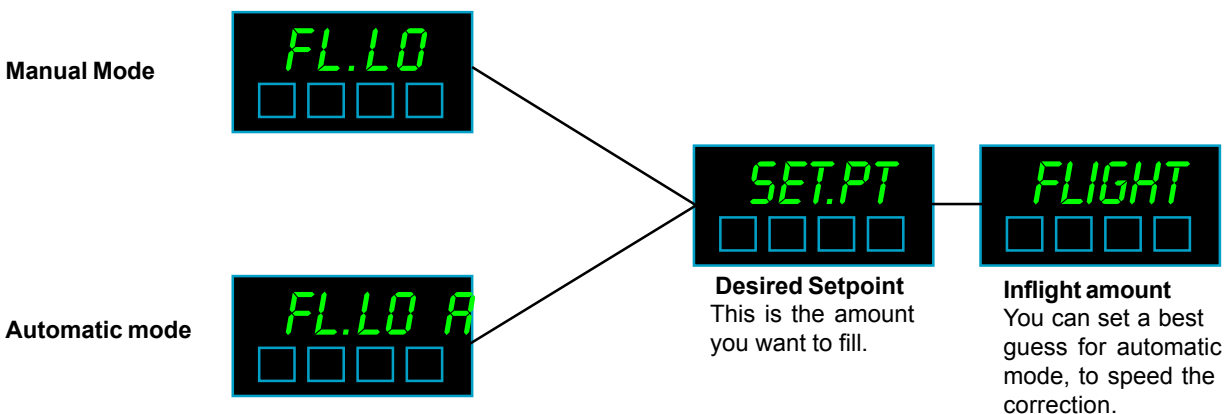 Manual Mode
FL.LO
SET.PT
FLIGHT
Desired Setpoint
This is the amount
you want to fill.
Inflight amount
You can set a best
guess for automatic
mode, to speed the
correction.
Automatic mode
FL.LO A